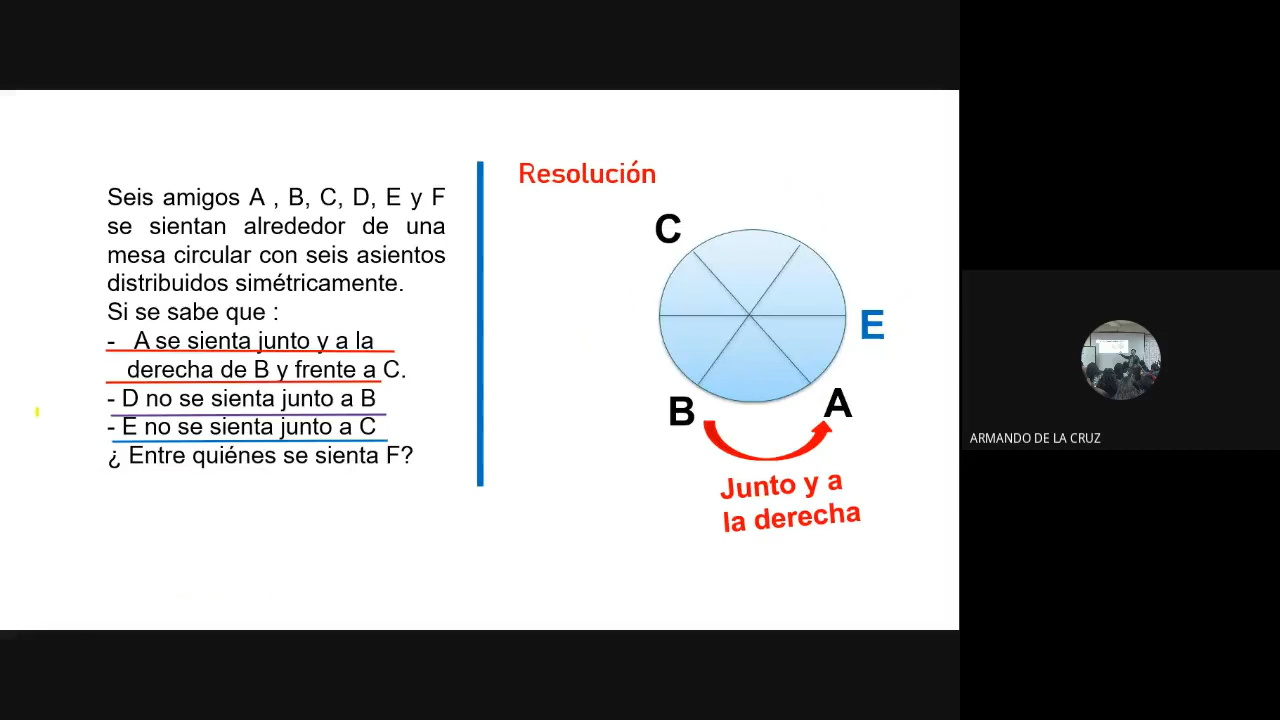 Seis amigos A , B, C, D, E y F
se sientan alrededor de una
mesa circular con seis asientos
distribuidos simétricamente.
Si se sabe que :
- A se sienta junto y a la
derecha de B y frente a C.
- D no se sienta junto a B
- E no se sienta junto a C
¿ Entre quiénes se sienta F?
Resolución
C
E
B
A
Junto y a
la derecha
ARMANDO DE LA CRUZ